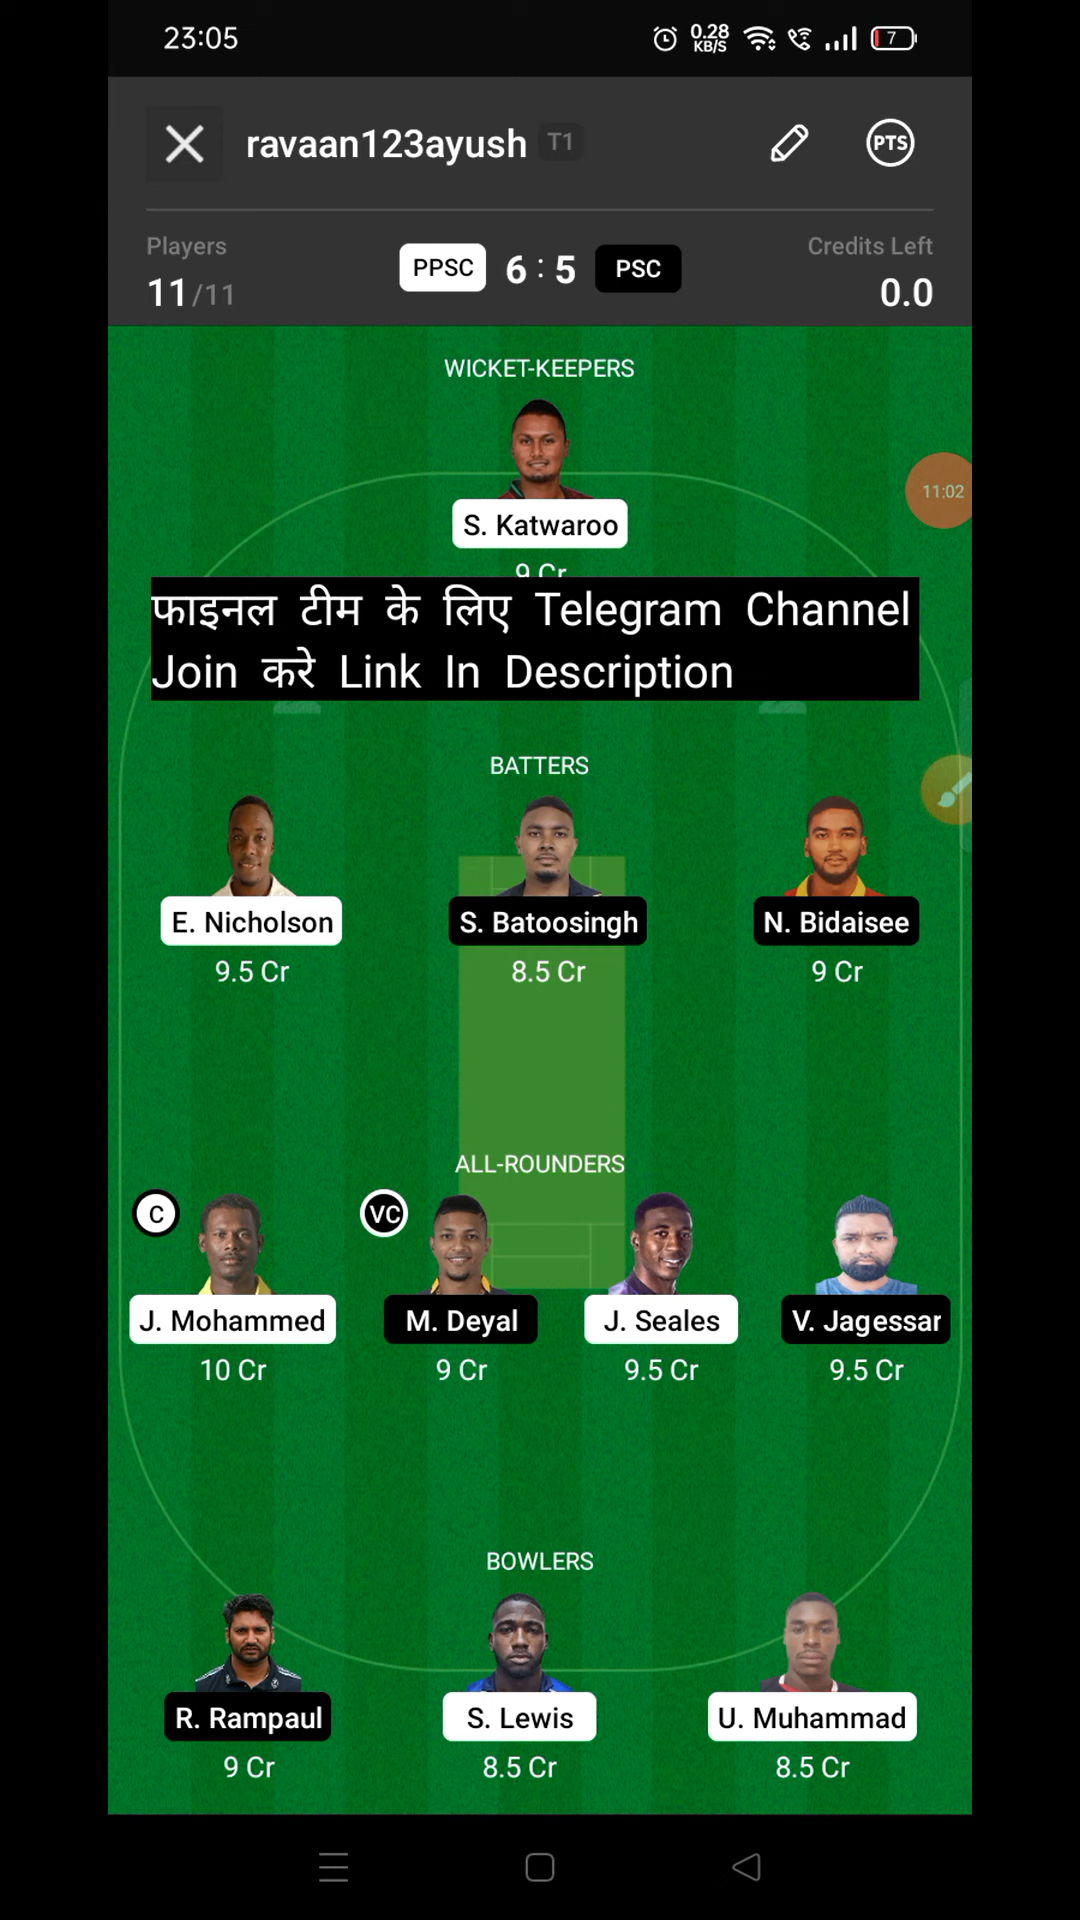 23:05
0.28
KB/S
7
ravaan123ayush T1
PTS
Players
Credits Left
PPSC 6 : 5 PSC
11/11
0.0
WICKET-KEEPERS
11:02
S. Katwaroo
9 Cr
फाइनल टीम के लिए Telegram Channel
Join करे Link In Description
BATTERS
E. Nicholson S. Batoosingh N. Bidaisee
9.5 Cr 8.5 Cr 9 Cr
ALL-ROUNDERS
C VC
J. Mohammed M. Deyal J. Seales V. Jagessar
10 Cr 9 Cr 9.5 Cr 9.5 Cr
BOWLERS
R. Rampaul S. Lewis U. Muhammad
9 Cr 8.5 Cr 8.5 Cr